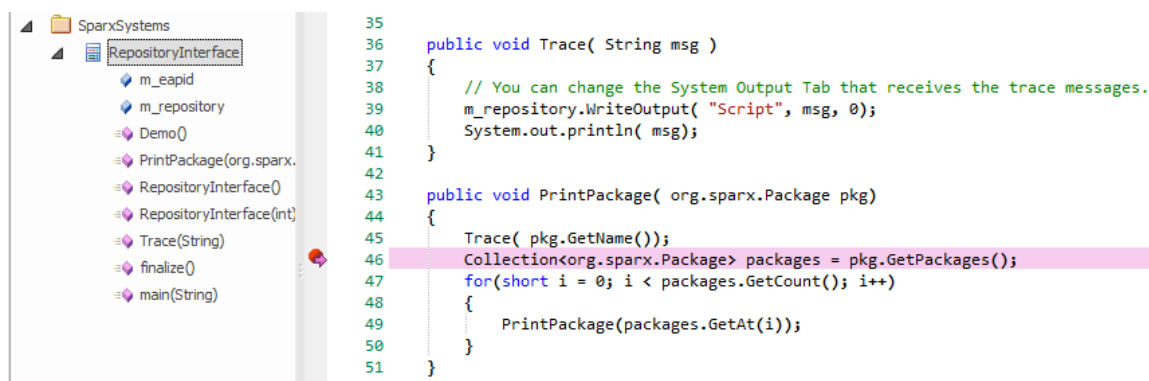 SparxSystems
RepositoryInterface
m_eapid
m_repository
Demo()
PrintPackage(org.sparx.
RepositoryInterface()
RepositoryInterface(int)
Trace(String)
finalize()
main(String)
35
36 public void Trace( String msg )
37 {
38 // You can change the System Output Tab that receives the trace messages.
39 m_repository.WriteOutput( "Script", msg, 0);
40 System.out.println( msg);
41 }
42
43 public void PrintPackage( org.sparx.Package pkg)
44 {
45 Trace( pkg.GetName());
46 Collection<org.sparx.Package> packages = pkg.GetPackages();
47 for(short i = 0; i < packages.GetCount(); i++)
48 {
49 PrintPackage(packages.GetAt(i));
50 }
51 }